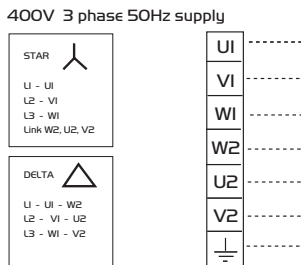 400V 3 phase 50Hz supply
STAR
L1 - U1
L2 - V1
L3 - W1
Link W2, U2, V2
DELTA
L1 - U1 - W2
L2 - V1 - U2
L3 - W1 - V2
U1
V1
W1
W2
U2
V2